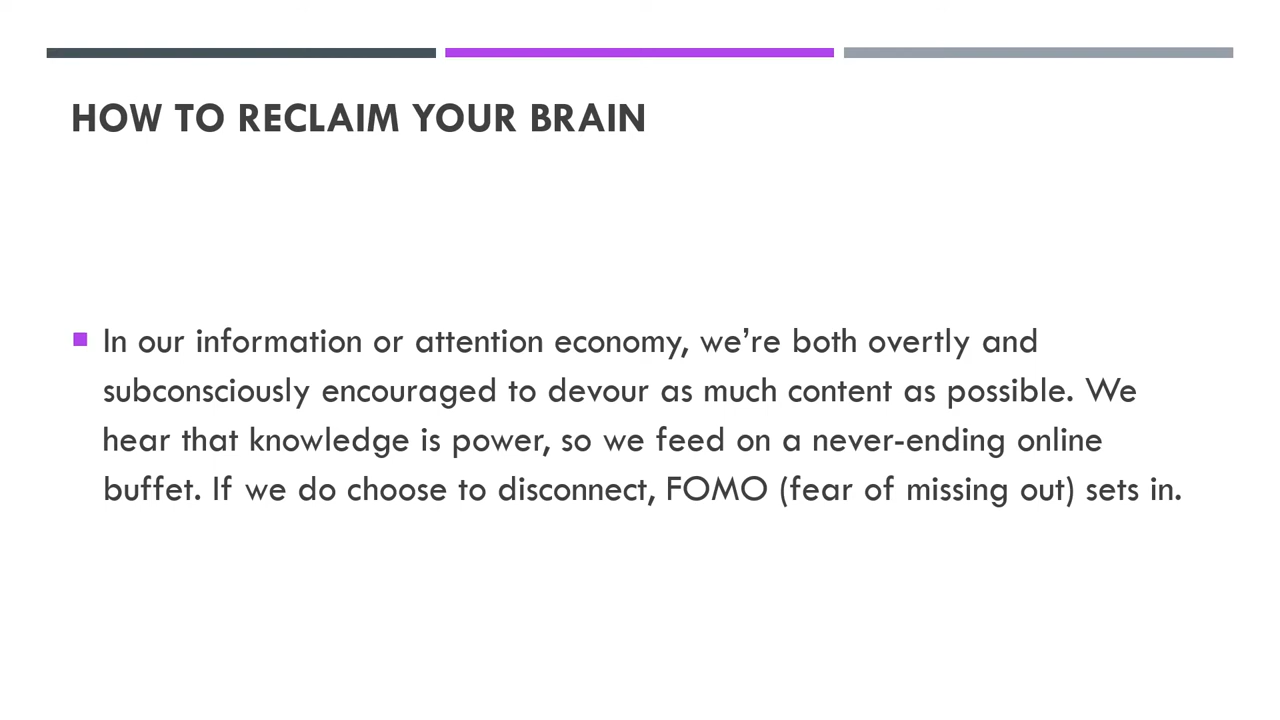 HOW TO RECLAIM YOUR BRAIN
In our information or attention economy, we’re both overtly and
subconsciously encouraged to devour as much content as possible. We
hear that knowledge is power, so we feed on a never-ending online
buffet. If we do choose to disconnect, FOMO (fear of missing out) sets in.